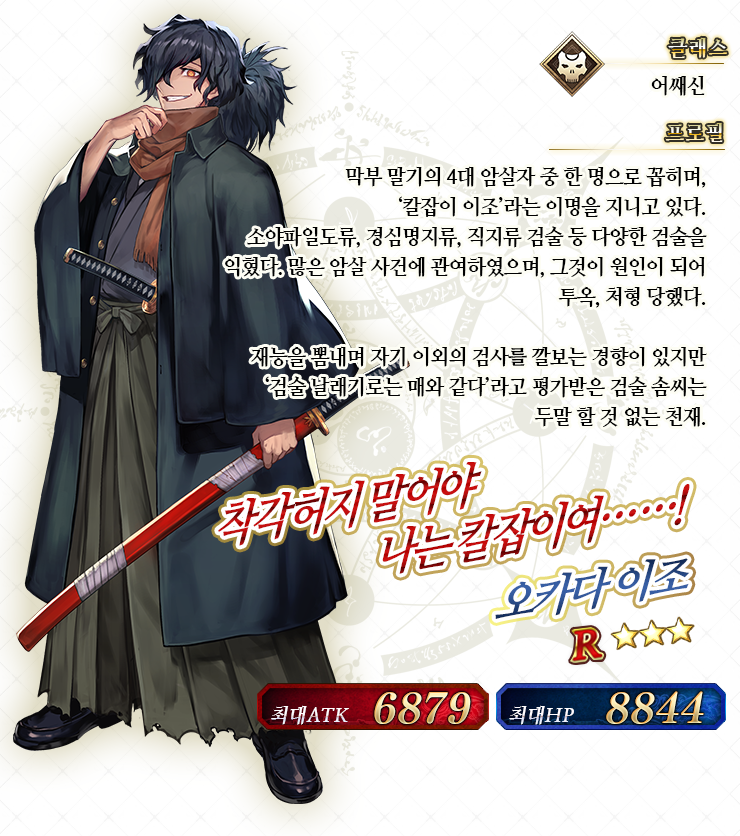 클래스
어쌔신
프로필
막부 말기의 4대 암살자 중 한 명으로 꼽히며,
‘칼잡이 이조’라는 이명을 지니고 있다.
소야파일도류, 경심명지류, 직지류 검술 등 다양한 검술을
익혔다. 많은 암살 사건에 관여하였으며, 그것이 원인이 되어
투옥, 처형 당했다.
재능을 뽐내며 자기 이외의 검사를 깔보는 경향이 있지만
‘검술 날레기로는 매와 같다’라고 평가받은 검술 솜씨는
두말 할 것 없는 천재.
착각허지 말어야
나는 칼잡이여……!
오카다 이조
R
최대ATK 6879
최대HP 8844